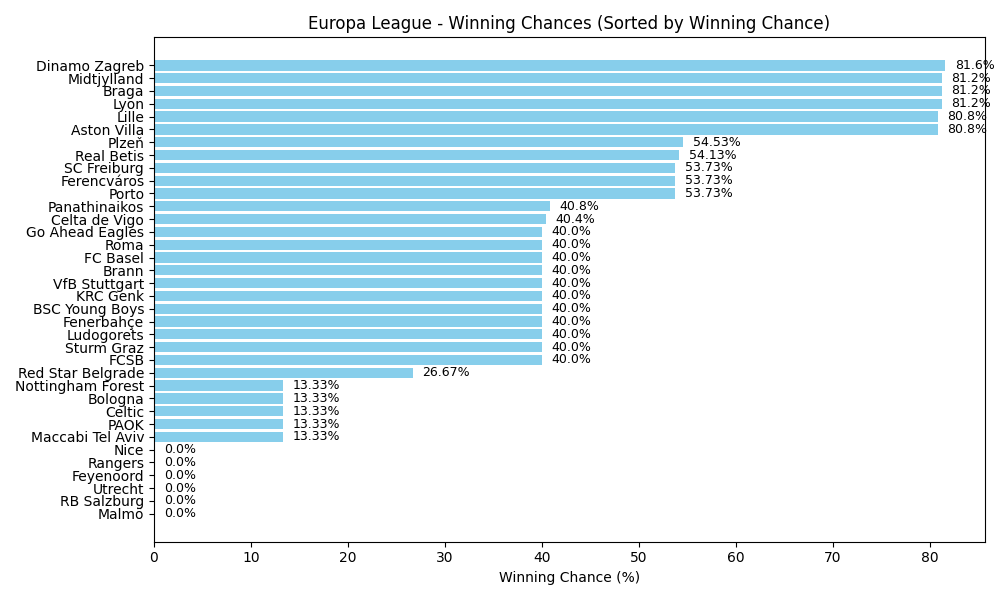 Europa League - Winning Chances (Sorted by Winning Chance)
Dinamo Zagreb 81.6%
Midtjylland 81.2%
Braga 81.2%
Lyon 81.2%
Lille 80.8%
Aston Villa 80.8%
Plzeň 54.53%
Real Betis 54.13%
SC Freiburg 53.73%
Ferencváros 53.73%
Porto 53.73%
Panathinaikos 40.8%
Celta de Vigo 40.4%
Go Ahead Eagles 40.0%
Roma 40.0%
FC Basel 40.0%
Brann 40.0%
VfB Stuttgart 40.0%
KRC Genk 40.0%
BSC Young Boys 40.0%
Fenerbahçe 40.0%
Ludogorets 40.0%
Sturm Graz 40.0%
FCSB 40.0%
Red Star Belgrade 26.67%
Nottingham Forest 13.33%
Bologna 13.33%
Celtic 13.33%
PAOK 13.33%
Maccabi Tel Aviv 13.33%
Nice 0.0%
Rangers 0.0%
Feyenoord 0.0%
Utrecht 0.0%
RB Salzburg 0.0%
Malmö 0.0%
0 10 20 30 40 50 60 70 80
Winning Chance (%)